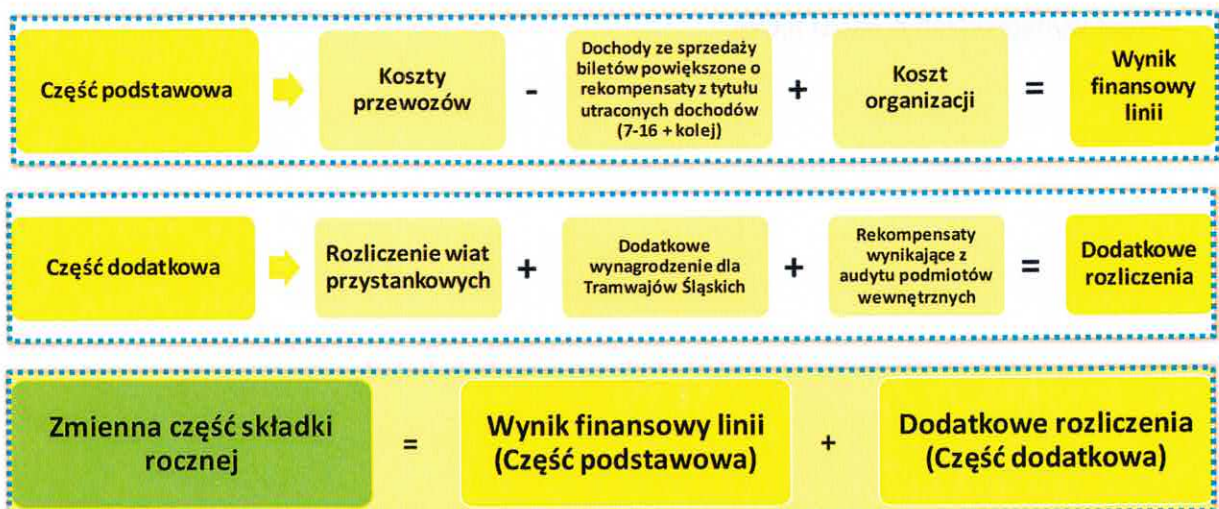 Część podstawowa
Koszty
przewozów
-
Dochody ze sprzedaży
biletów powiększone o
rekompensaty z tytułu
utraconych dochodów
(7-16 + kolej)
+
Koszt
organizacji
=
Wynik
finansowy
linii
Część dodatkowa
Rozliczenie wiat
przystankowych
+
Dodatkowe
wynagrodzenie dla
Tramwajów Śląskich
+
Rekompensaty
wynikające z
audytu podmiotów
wewnętrznych
=
Dodatkowe
rozliczenia
Zmienna część składki
rocznej
=
Wynik finansowy linii
(Część podstawowa)
+
Dodatkowe rozliczenia
(Część dodatkowa)